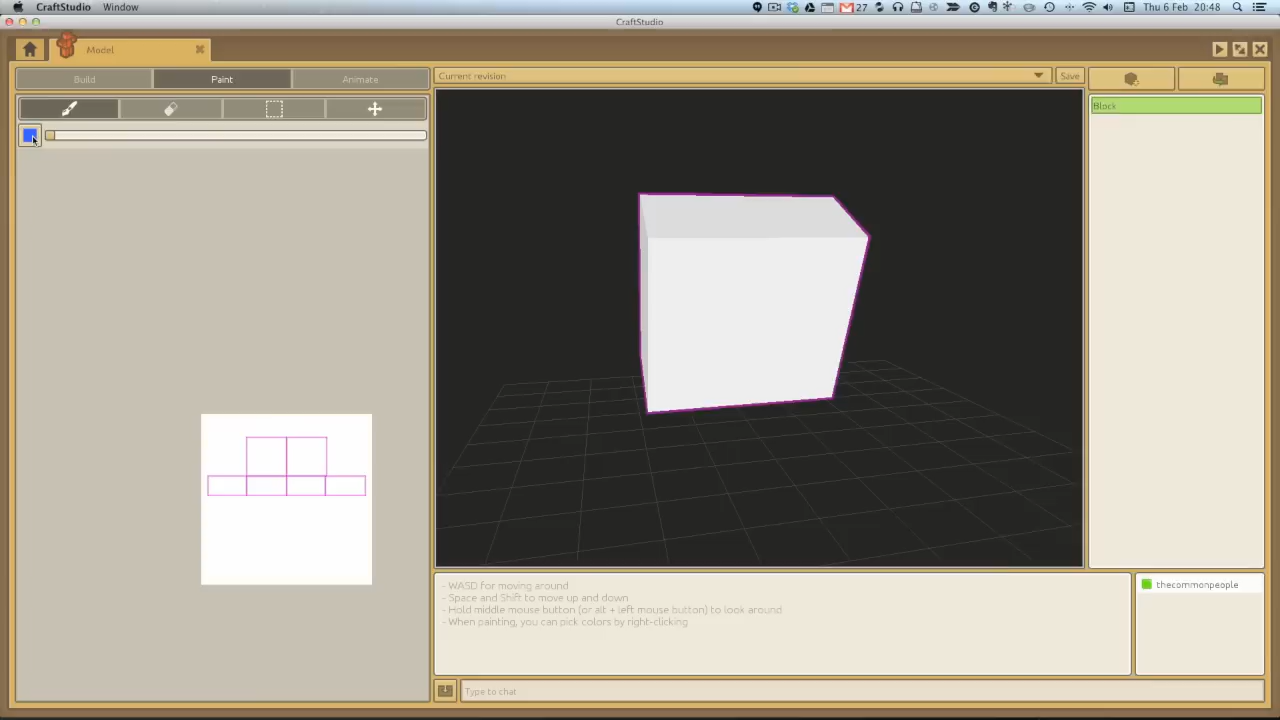 CraftStudio Window
27
Thu 6 Feb 20:48
CraftStudio
Model
Build
Paint
Animate
Current revision
Save
Block
- WASD for moving around
- Space and Shift to move up and down
- Hold middle mouse button (or alt + left mouse button) to look around
- When painting, you can pick colors by right-clicking
thecommonpeople
Type to chat